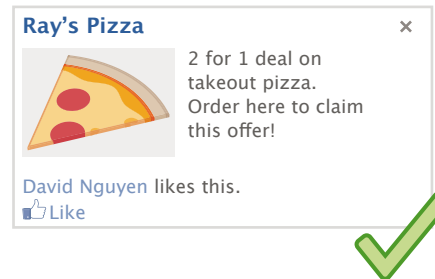 Ray's Pizza ×
2 for 1 deal on
takeout pizza.
Order here to claim
this offer!
David Nguyen likes this.
Like